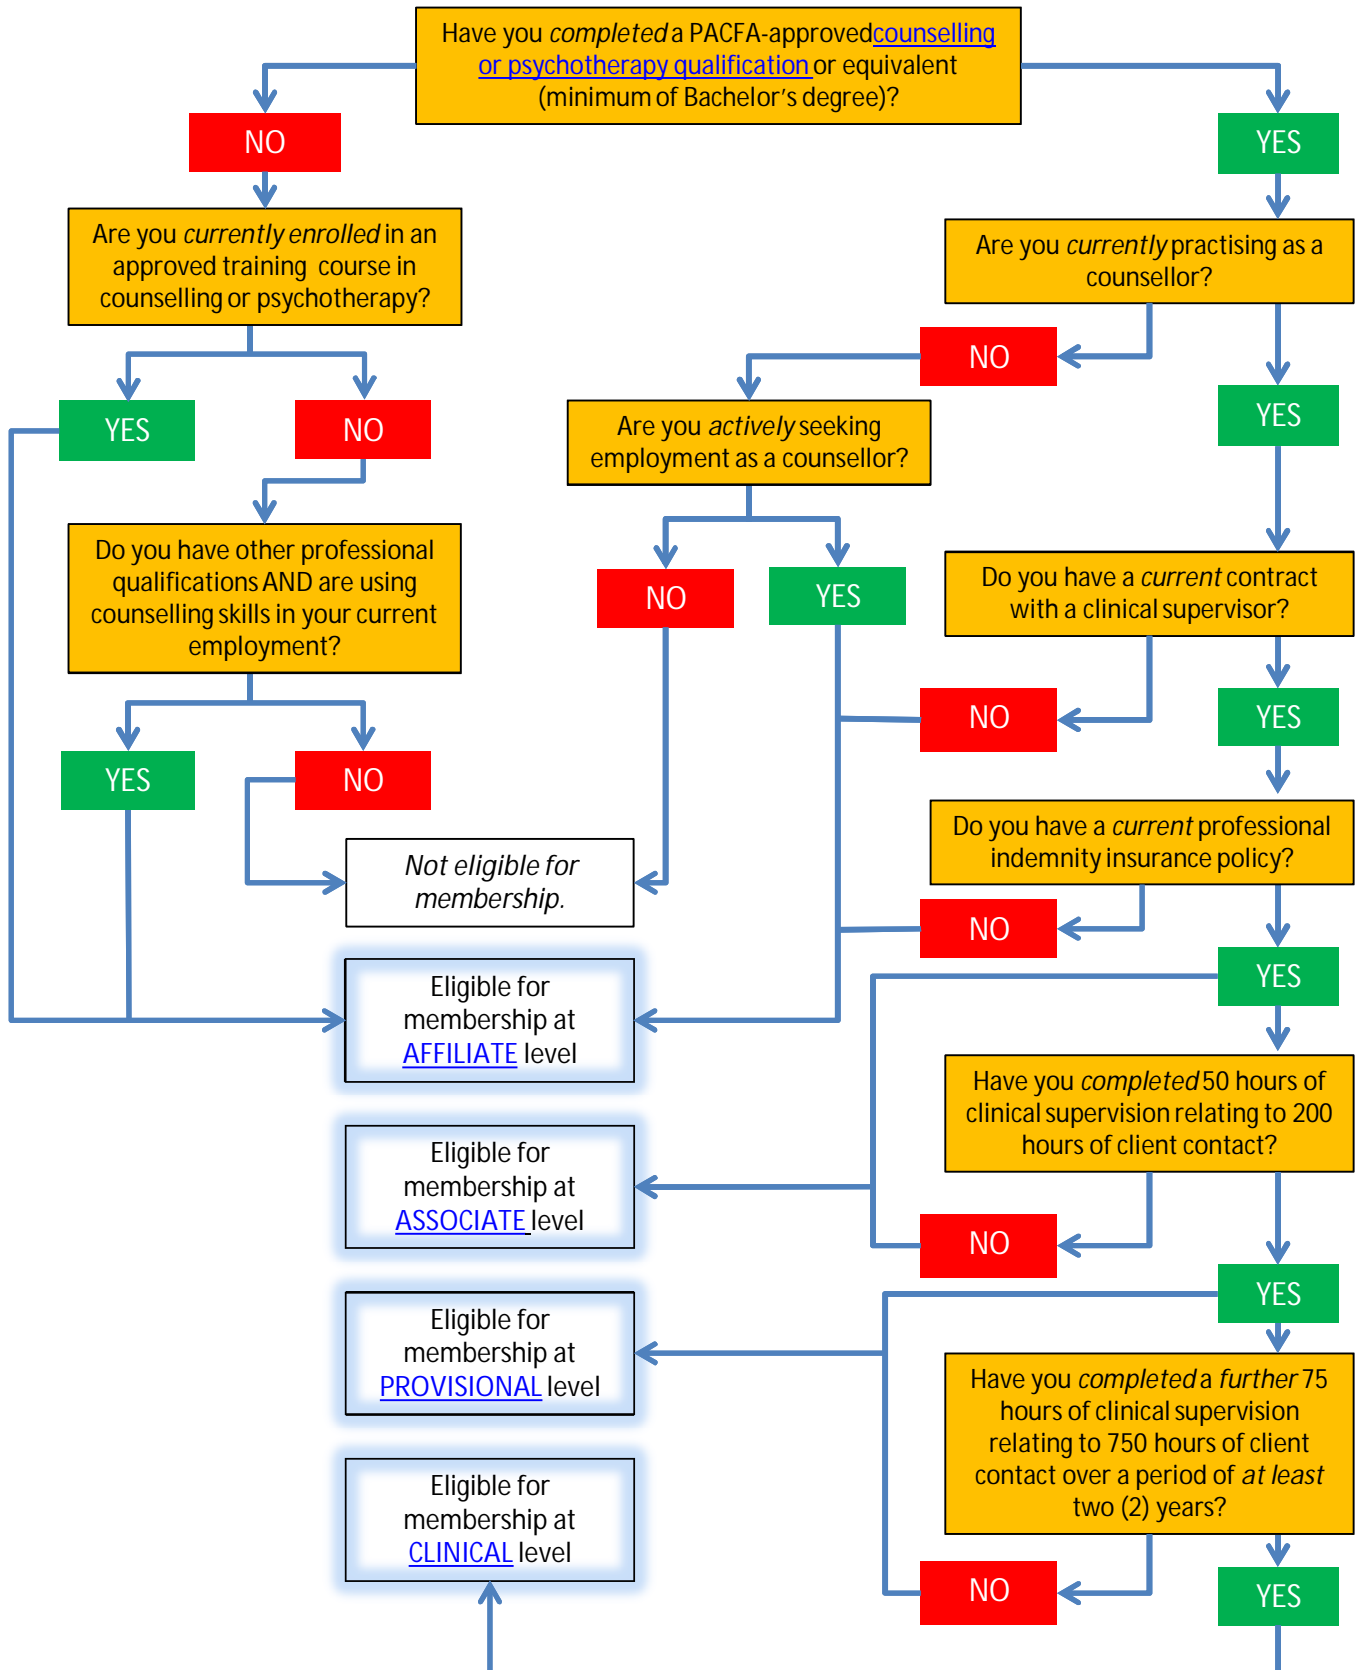 Have you completed a PACFA-approved counselling
or psychotherapy qualification or equivalent
(minimum of Bachelor's degree)?
NO
YES
Are you currently enrolled in an
approved training course in
counselling or psychotherapy?
Are you currently practising as a
counsellor?
NO
YES
YES
NO
Are you actively seeking
employment as a counsellor?
Do you have other professional
qualifications AND are using
counselling skills in your current
employment?
NO
YES
Do you have a current contract
with a clinical supervisor?
NO
YES
YES
NO
Do you have a current professional
indemnity insurance policy?
Not eligible for
membership.
NO
YES
Eligible for
membership at
AFFILIATE level
Have you completed 50 hours of
clinical supervision relating to 200
hours of client contact?
Eligible for
membership at
ASSOCIATE level
NO
YES
Eligible for
membership at
PROVISIONAL level
Have you completed a further 75
hours of clinical supervision
relating to 750 hours of client
contact over a period of at least
two (2) years?
Eligible for
membership at
CLINICAL level
NO
YES